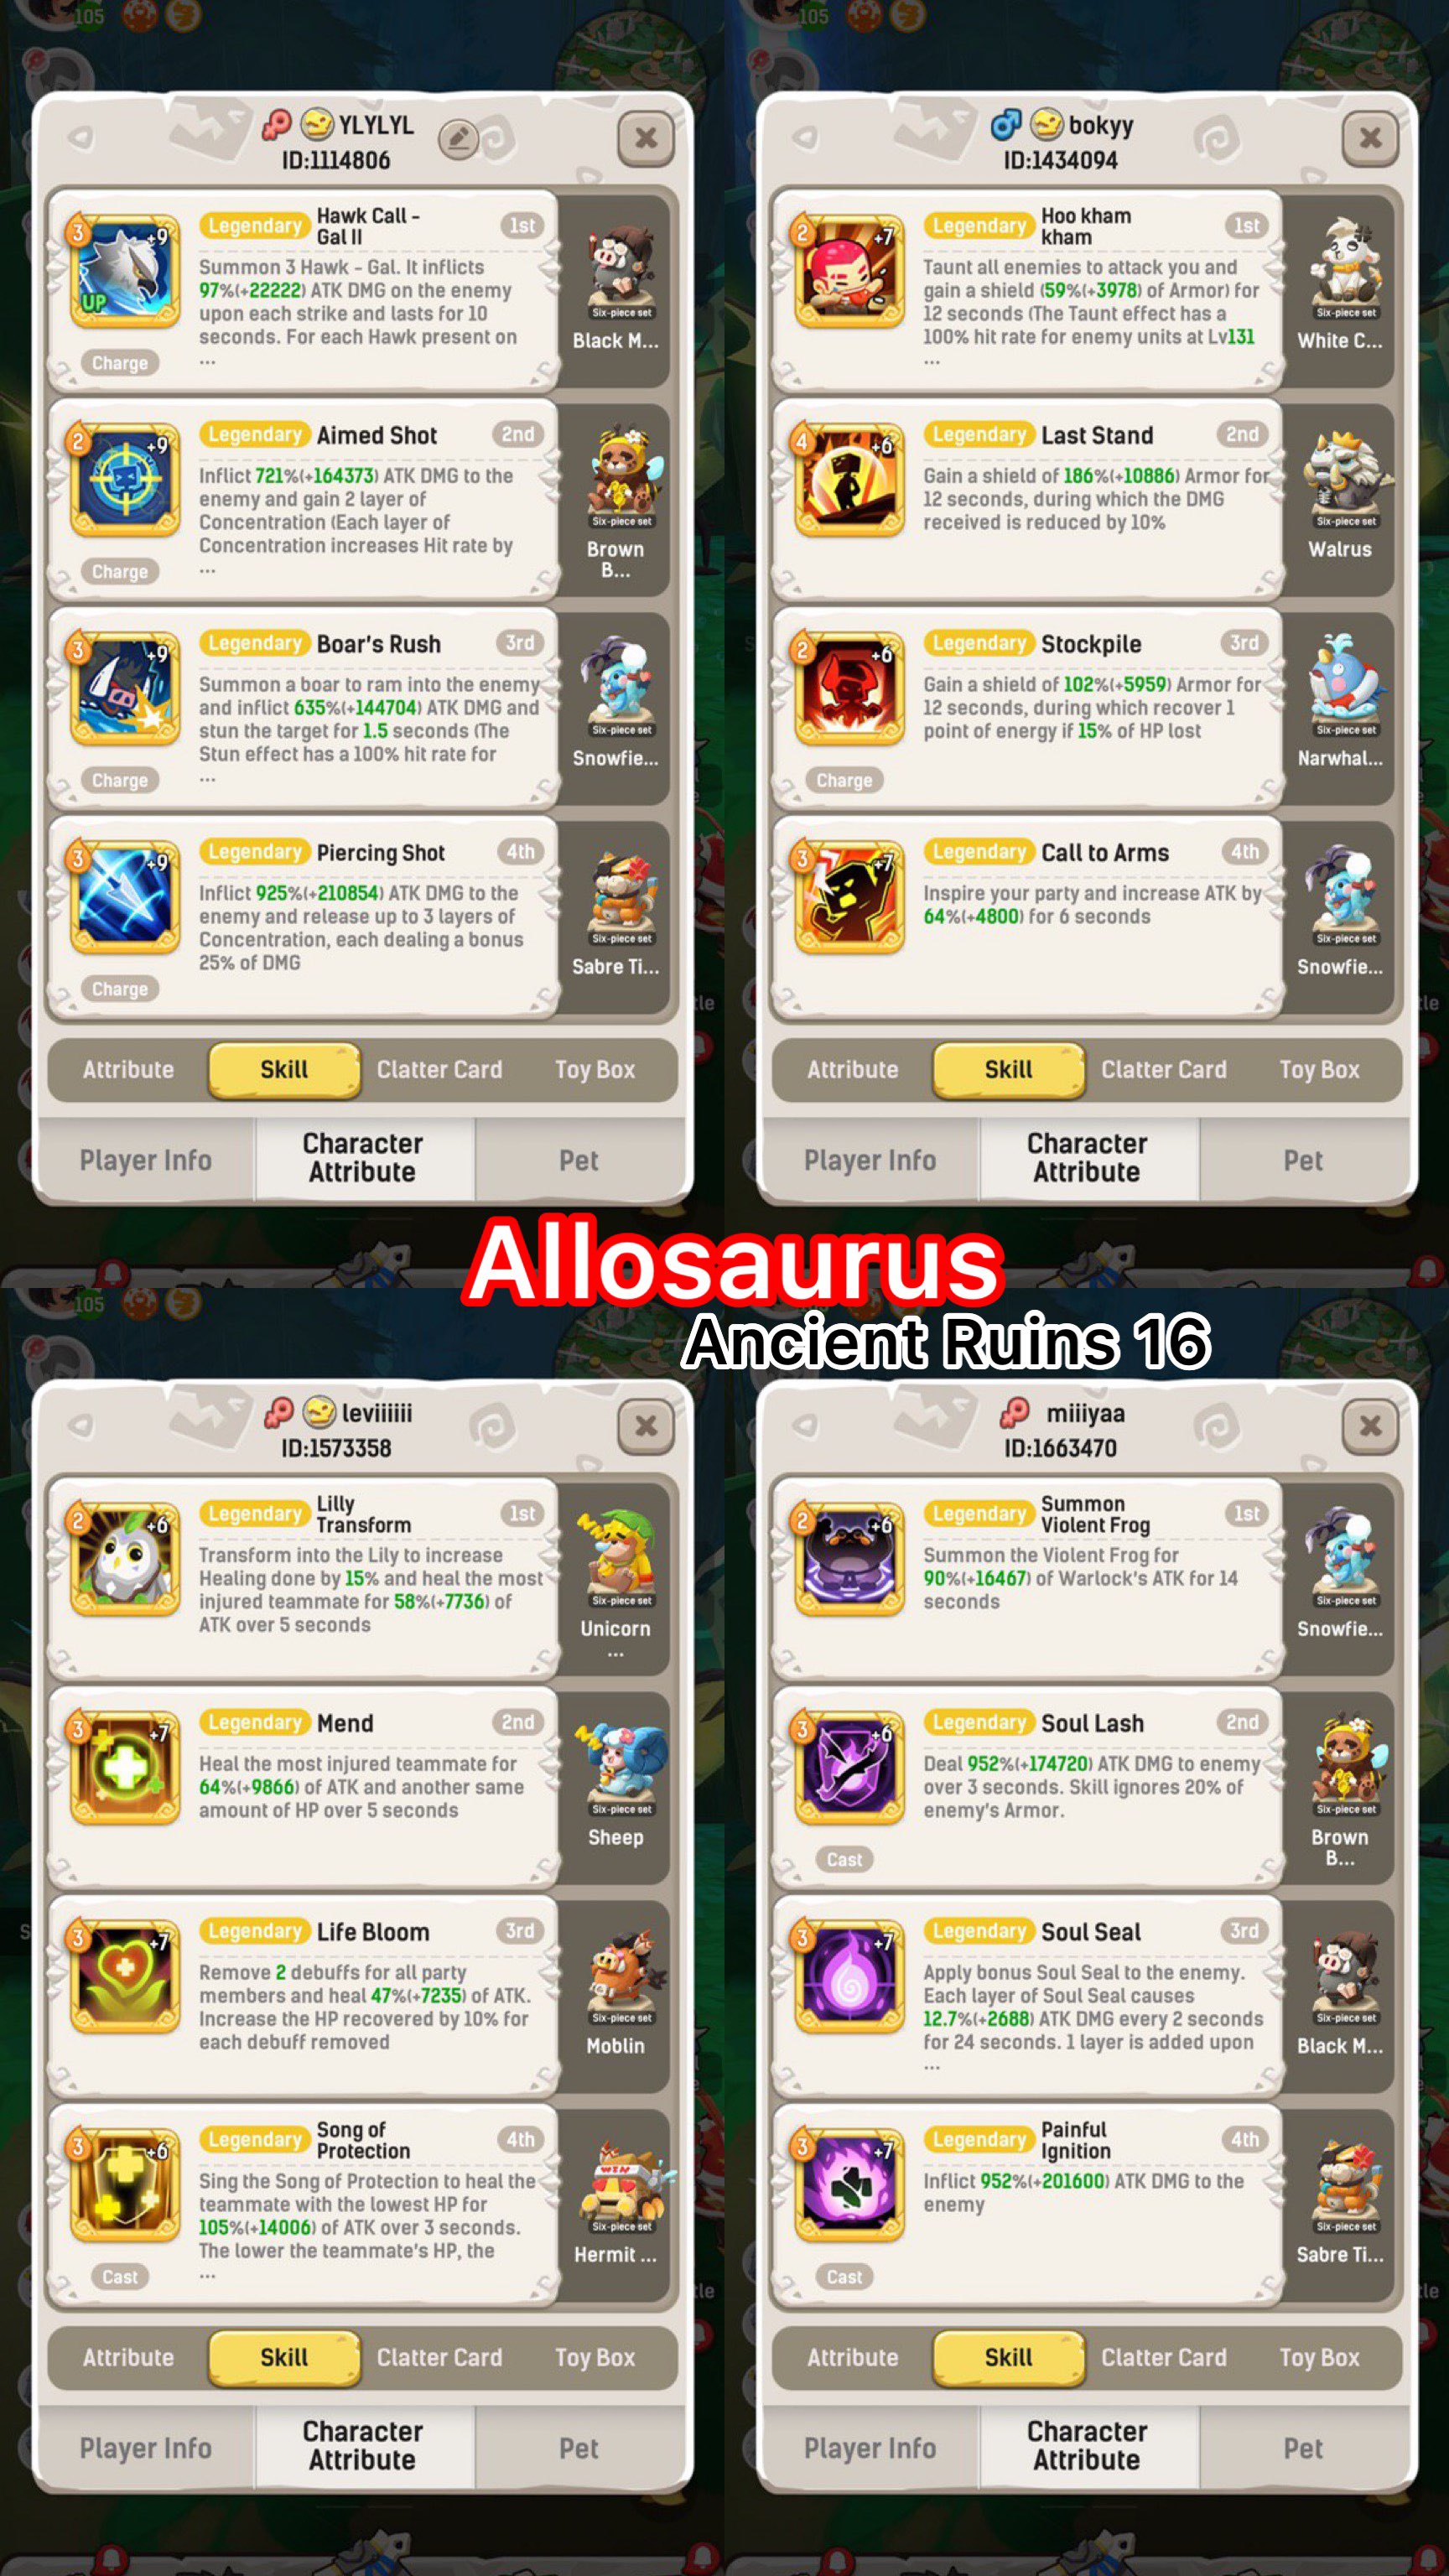 105
YLYLYL
ID:1114806
3
+9
UP
Charge
Legendary
Hawk Call -
Gal II
1st
Summon 3 Hawk - Gal. It inflicts
97%(+22222) ATK DMG on the enemy
upon each strike and lasts for 10
seconds. For each Hawk present on
...
Six-piece set
Black M...
2
+9
Charge
Legendary
Aimed Shot
2nd
Inflict 721%(+164373) ATK DMG to the
enemy and gain 2 layer of
Concentration (Each layer of
Concentration increases Hit rate by
...
Six-piece set
Brown
B...
3
+9
Charge
Legendary
Boar's Rush
3rd
Summon a boar to ram into the enemy
and inflict 635%(+144704) ATK DMG and
stun the target for 1.5 seconds (The
Stun effect has a 100% hit rate for
...
Six-piece set
Snowfie...
3
+9
Charge
Legendary
Piercing Shot
4th
Inflict 925%(+210854) ATK DMG to the
enemy and release up to 3 layers of
Concentration, each dealing a bonus
25% of DMG
Six-piece set
Sabre Ti...
Attribute
Skill
Clatter Card
Toy Box
Player Info
Character
Attribute
Pet
105
bokyy
ID:1434094
2
+7
Legendary
Hoo kham
kham
1st
Taunt all enemies to attack you and
gain a shield (59%(+3978) of Armor) for
12 seconds (The Taunt effect has a
100% hit rate for enemy units at Lv131
...
Six-piece set
White C...
4
+6
Legendary
Last Stand
2nd
Gain a shield of 186%(+10886) Armor for
12 seconds, during which the DMG
received is reduced by 10%
Six-piece set
Walrus
2
+6
Charge
Legendary
Stockpile
3rd
Gain a shield of 102%(+5959) Armor for
12 seconds, during which recover 1
point of energy if 15% of HP lost
Six-piece set
Narwhal...
3
+7
Legendary
Call to Arms
4th
Inspire your party and increase ATK by
64%(+4800) for 6 seconds
Six-piece set
Snowfie...
Attribute
Skill
Clatter Card
Toy Box
Player Info
Character
Attribute
Pet
Allosaurus
Ancient Ruins 16
105
leviiiiii
ID:1573358
2
+6
Legendary
Lilly
Transform
1st
Transform into the Lily to increase
Healing done by 15% and heal the most
injured teammate for 58%(+7736) of
ATK over 5 seconds
Six-piece set
Unicorn
...
3
+7
Legendary
Mend
2nd
Heal the most injured teammate for
64%(+9866) of ATK and another same
amount of HP over 5 seconds
Six-piece set
Sheep
3
+7
Legendary
Life Bloom
3rd
Remove 2 debuffs for all party
members and heal 47%(+7235) of ATK.
Increase the HP recovered by 10% for
each debuff removed
Six-piece set
Moblin
3
+6
Cast
Legendary
Song of
Protection
4th
Sing the Song of Protection to heal the
teammate with the lowest HP for
105%(+14006) of ATK over 3 seconds.
The lower the teammate's HP, the
...
WIN
Six-piece set
Hermit ...
Attribute
Skill
Clatter Card
Toy Box
Player Info
Character
Attribute
Pet
miiiyaa
ID:1663470
2
+6
Legendary
Summon
Violent Frog
1st
Summon the Violent Frog for
90%(+16467) of Warlock's ATK for 14
seconds
Six-piece set
Snowfie...
3
+6
Cast
Legendary
Soul Lash
2nd
Deal 952%(+174720) ATK DMG to enemy
over 3 seconds. Skill ignores 20% of
enemy's Armor.
Six-piece set
Brown
B...
3
+7
Legendary
Soul Seal
3rd
Apply bonus Soul Seal to the enemy.
Each layer of Soul Seal causes
12.7%(+2688) ATK DMG every 2 seconds
for 24 seconds. 1 layer is added upon
...
Six-piece set
Black M...
3
+7
Cast
Legendary
Painful
Ignition
4th
Inflict 952%(+201600) ATK DMG to the
enemy
Six-piece set
Sabre Ti...
Attribute
Skill
Clatter Card
Toy Box
Player Info
Character
Attribute
Pet